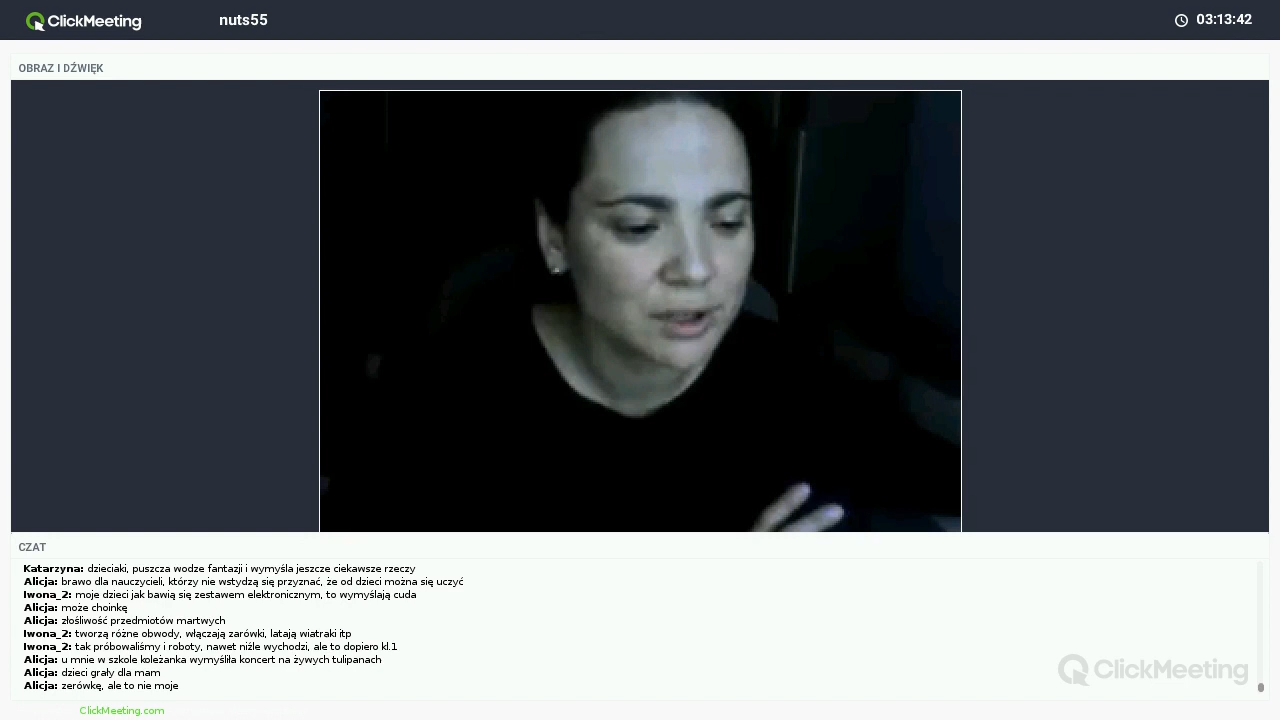 ClickMeeting
nuts55
03:13:42
OBRAZ I DŹWIĘK
CZAT
Katarzyna: dzieciaki, puszcza wodze fantazji i wymyśla jeszcze ciekawsze rzeczy
Alicja: brawo dla nauczycieli, którzy nie wstydzą się przyznać, że od dzieci można się uczyć
Iwona_2: moje dzieci jak bawią się zestawem elektronicznym, to wymyślają cuda
Alicja: może choinkę
Alicja: złośliwość przedmiotów martwych
Iwona_2: tworzą różne obwody, włączają zarówki, latają wiatraki itp
Iwona_2: tak próbowaliśmy i roboty, nawet niźle wychodzi, ale to dopiero kl.1
Alicja: u mnie w szkole koleżanka wymyśliła koncert na żywych tulipanach
Alicja: dzieci grały dla mam
Alicja: zerówkę, ale to nie moje
ClickMeeting
ClickMeeting.com